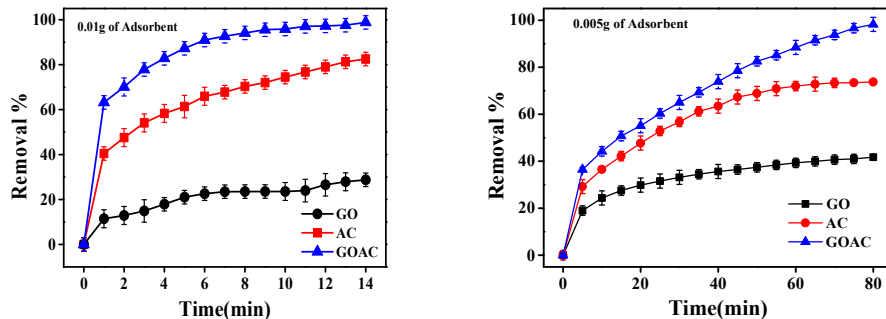 0.01g of Adsorbent
Removal %
100
80
60
40
20
0
GO
AC
GOAC
0
2
4
6
8
10
12
14
Time(min)
0.005g of Adsorbent
Removal %
100
80
60
40
20
0
GO
AC
GOAC
0
20
40
60
80
Time(min)